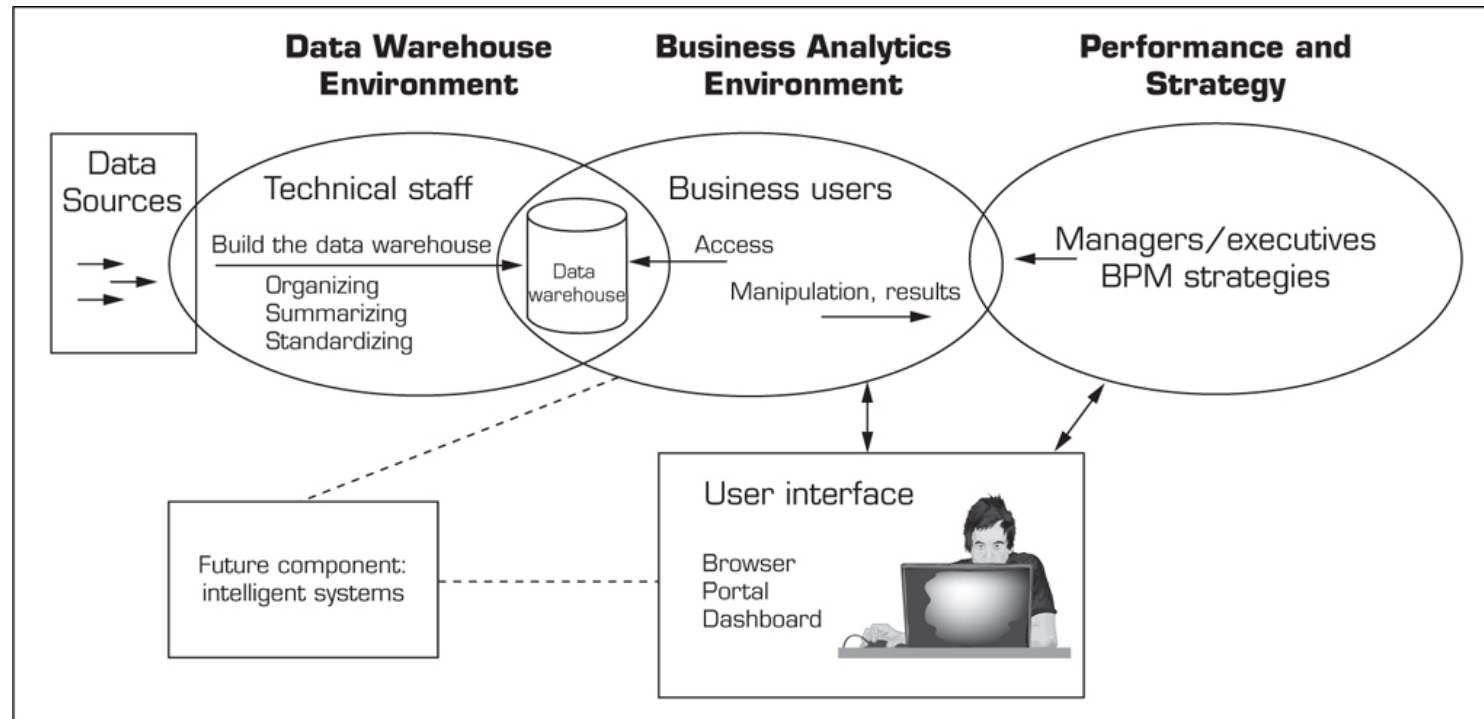 Data Warehouse
Environment
Business Analytics
Environment
Performance and
Strategy
Data
Sources
Technical staff
Build the data warehouse
Organizing
Summarizing
Standardizing
Data
warehouse
Business users
Access
Manipulation, results
Managers/executives
BPM strategies
Future component:
intelligent systems
User interface
Browser
Portal
Dashboard